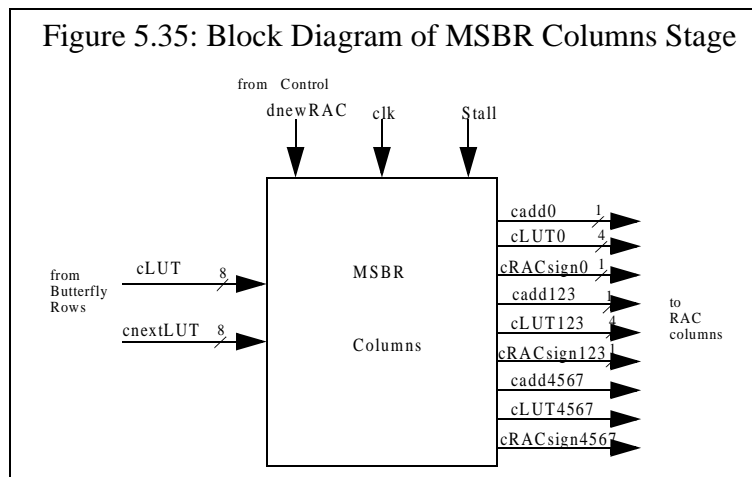 Figure 5.35: Block Diagram of MSBR Columns Stage
from Control
dnewRAC
clk
Stall
cadd0
1
cLUT0
4
cRACsign0
1
cadd123
1
cLUT123
4
cRACsign123
1
cadd4567
cLUT4567
cRACsign4567
from
Butterfly
Rows
cLUT
8
cnextLUT
8
MSBR
Columns
to
RAC
columns